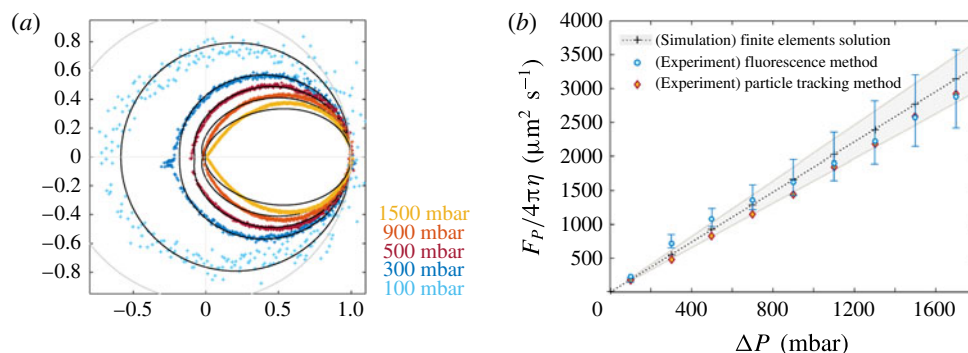 (a)
0.8
0.6
0.4
0.2
0
−0.2
−0.4
−0.6
−0.8
−0.5 0 0.5 1.0
1500 mbar
900 mbar
500 mbar
300 mbar
100 mbar
(b)
4000
3500
3000
2500
2000
1500
1000
500
0 400 800 1200 1600
F_P/4πη (μm² s⁻¹)
ΔP (mbar)
(Simulation) finite elements solution
(Experiment) fluorescence method
(Experiment) particle tracking method